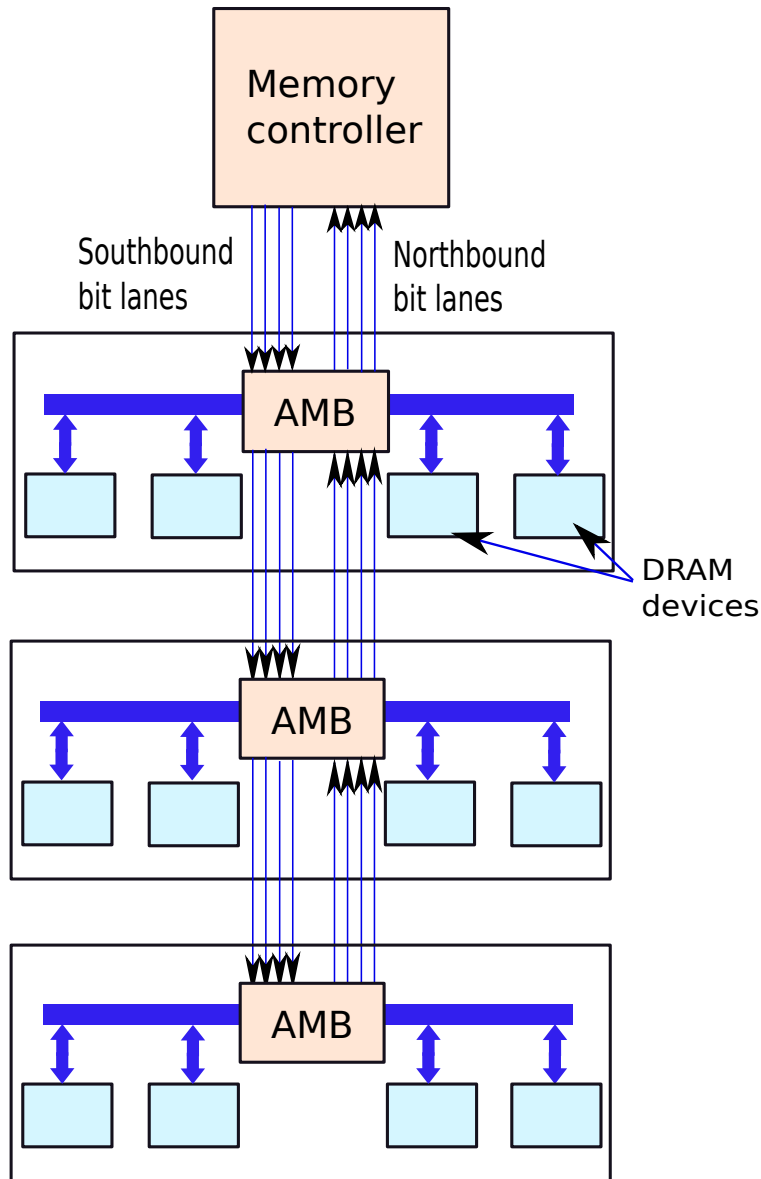 Memory
controller
Southbound
bit lanes
Northbound
bit lanes
AMB
DRAM
devices
AMB
AMB